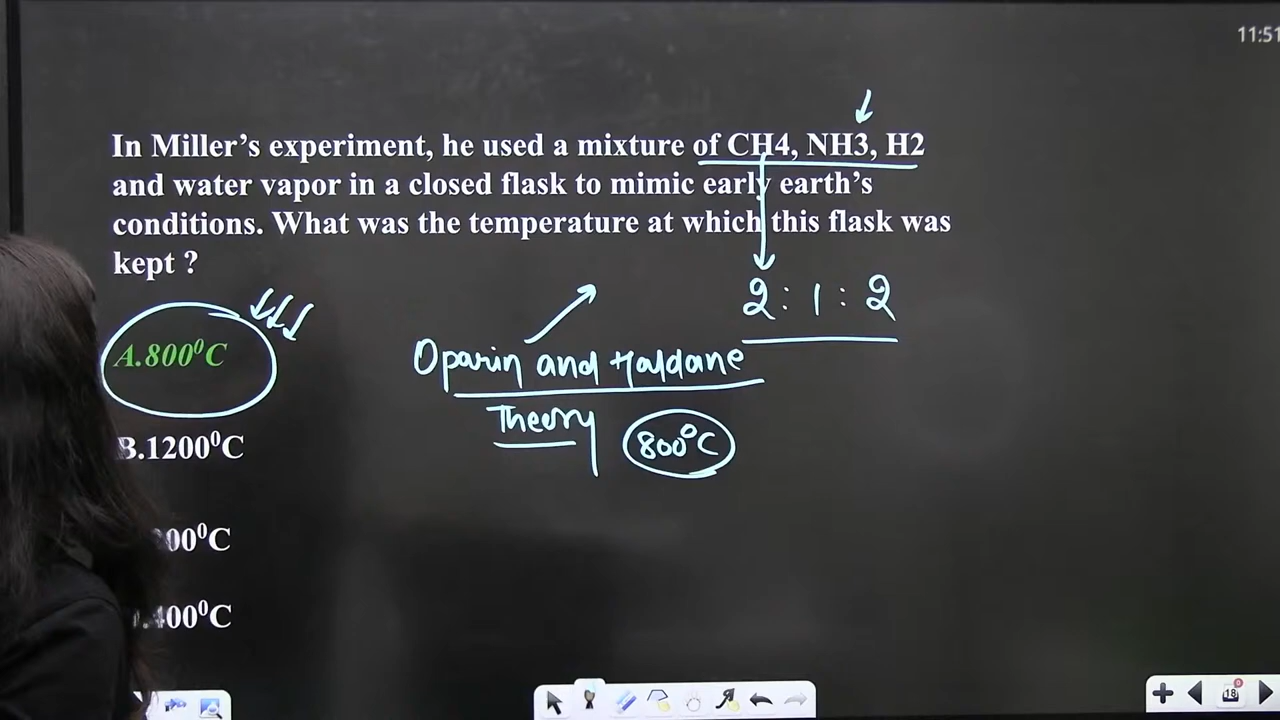 11:51
In Miller's experiment, he used a mixture of CH4, NH3, H2
and water vapor in a closed flask to mimic early earth's
conditions. What was the temperature at which this flask was
kept ?
2 : 1 : 2
A.800⁰C
Oparin and Haldane
Theory
800°C
B.1200⁰C
00⁰C
.400⁰C
18